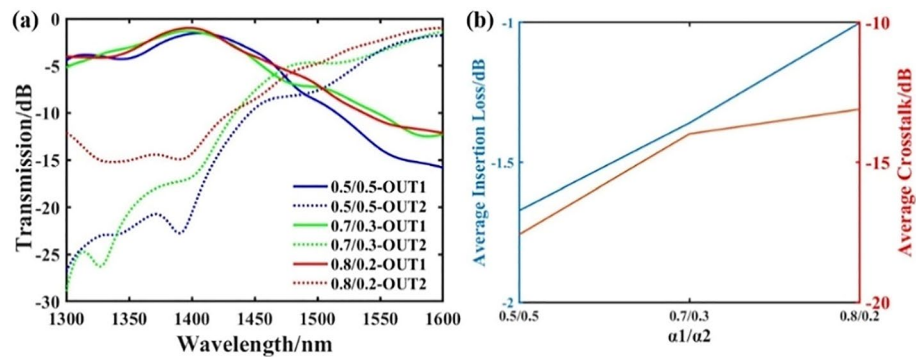 (a)
0
-5
-10
-15
-20
-25
-30
Transmission/dB
0.5/0.5-OUT1
0.5/0.5-OUT2
0.7/0.3-OUT1
0.7/0.3-OUT2
0.8/0.2-OUT1
0.8/0.2-OUT2
1300
1350
1400
1450
1500
1550
1600
Wavelength/nm
(b)
-1
-1.5
-2
Average Insertion Loss/dB
-10
-15
-20
Average Crosstalk/dB
0.5/0.5
0.7/0.3
0.8/0.2
α1/α2